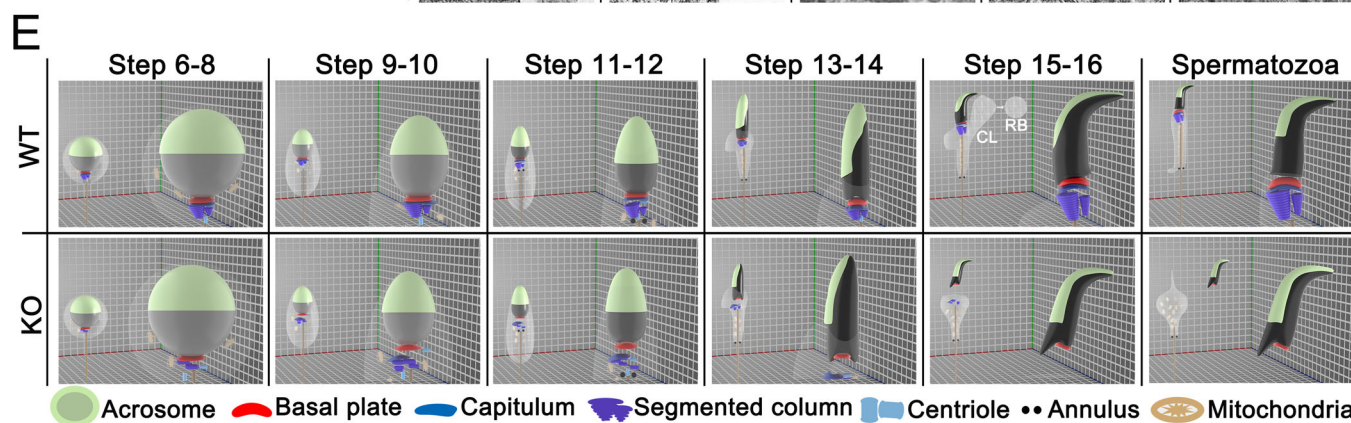 E
Step 6-8 Step 9-10 Step 11-12 Step 13-14 Step 15-16 Spermatozoa
WT
CL RB
KO
Acrosome Basal plate Capitulum Segmented column Centriole Annulus Mitochondria